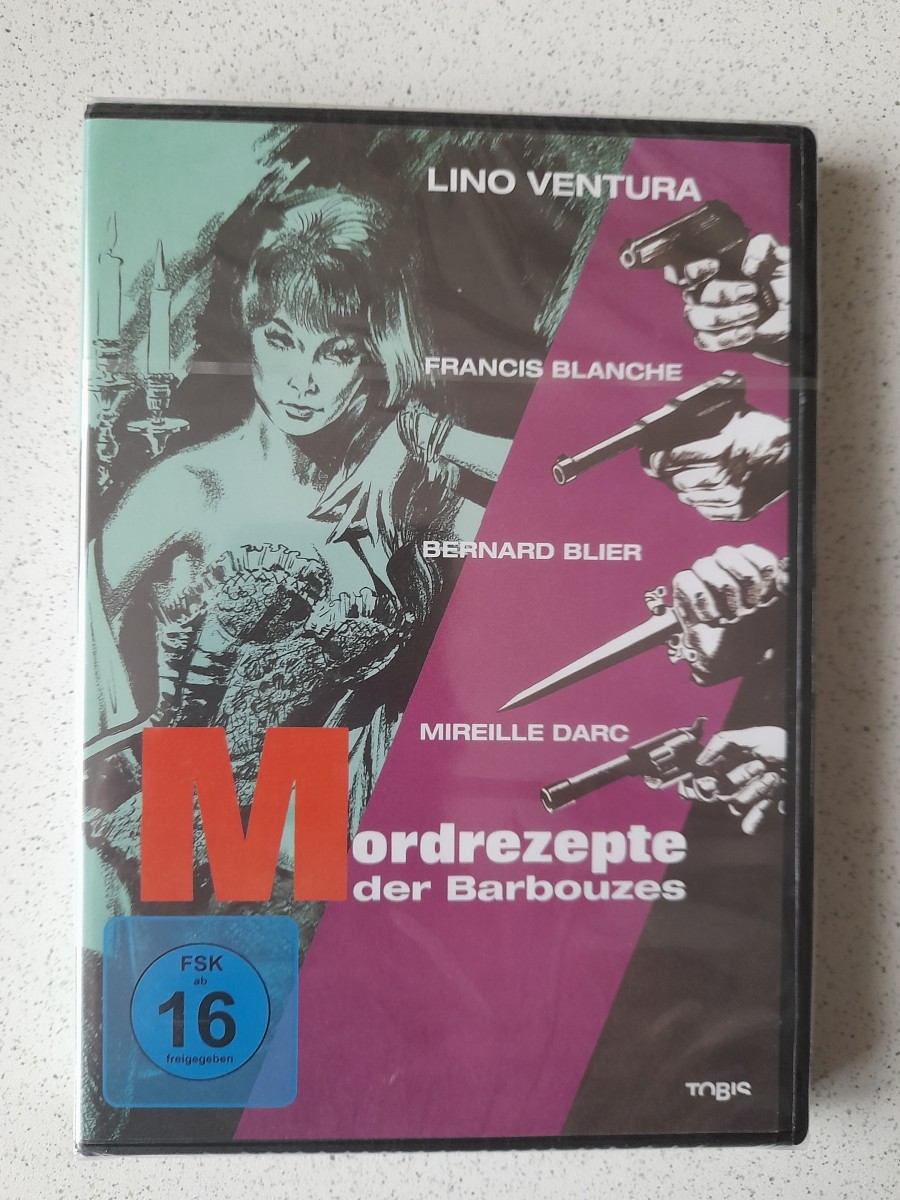 LINO VENTURA
FRANCIS BLANCHE
BERNARD BLIER
MIREILLE DARC
Mordrezepte
der Barbouzes
FSK
ab
16
freigegeben
TOBIS